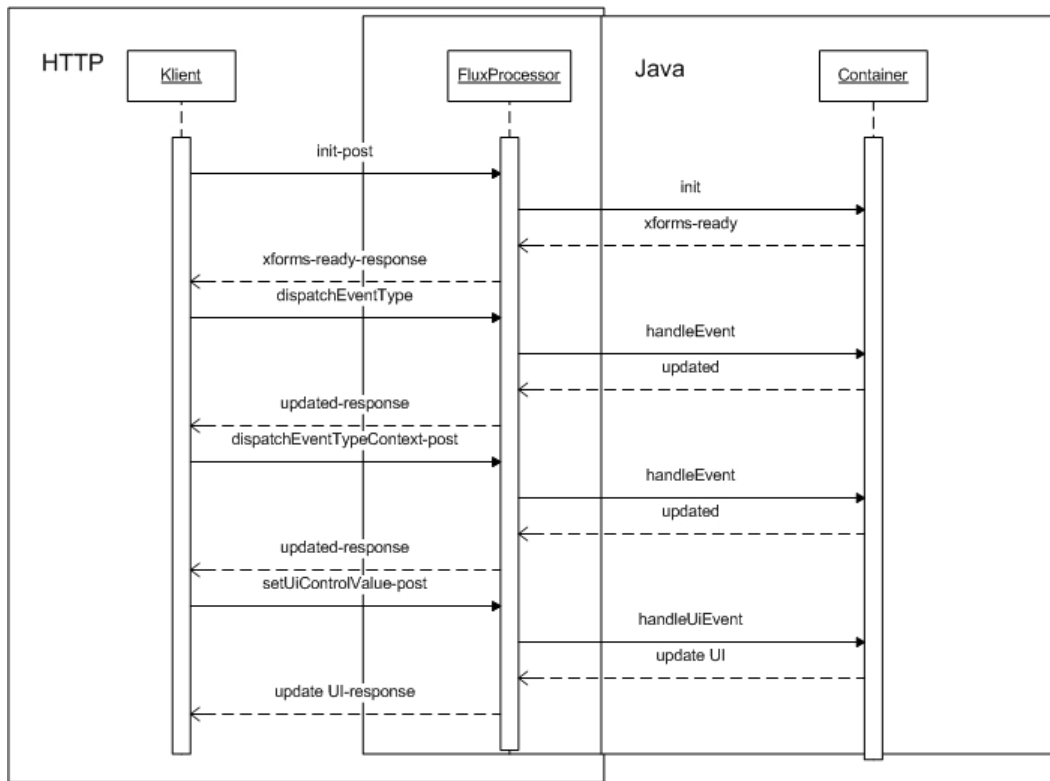 HTTP
Klient
FluxProcessor
Java
Container
init-post
init
xforms-ready
xforms-ready-response
dispatchEventType
handleEvent
updated
updated-response
dispatchEventTypeContext-post
handleEvent
updated
updated-response
setUiControlValue-post
handleUiEvent
update UI
update UI-response